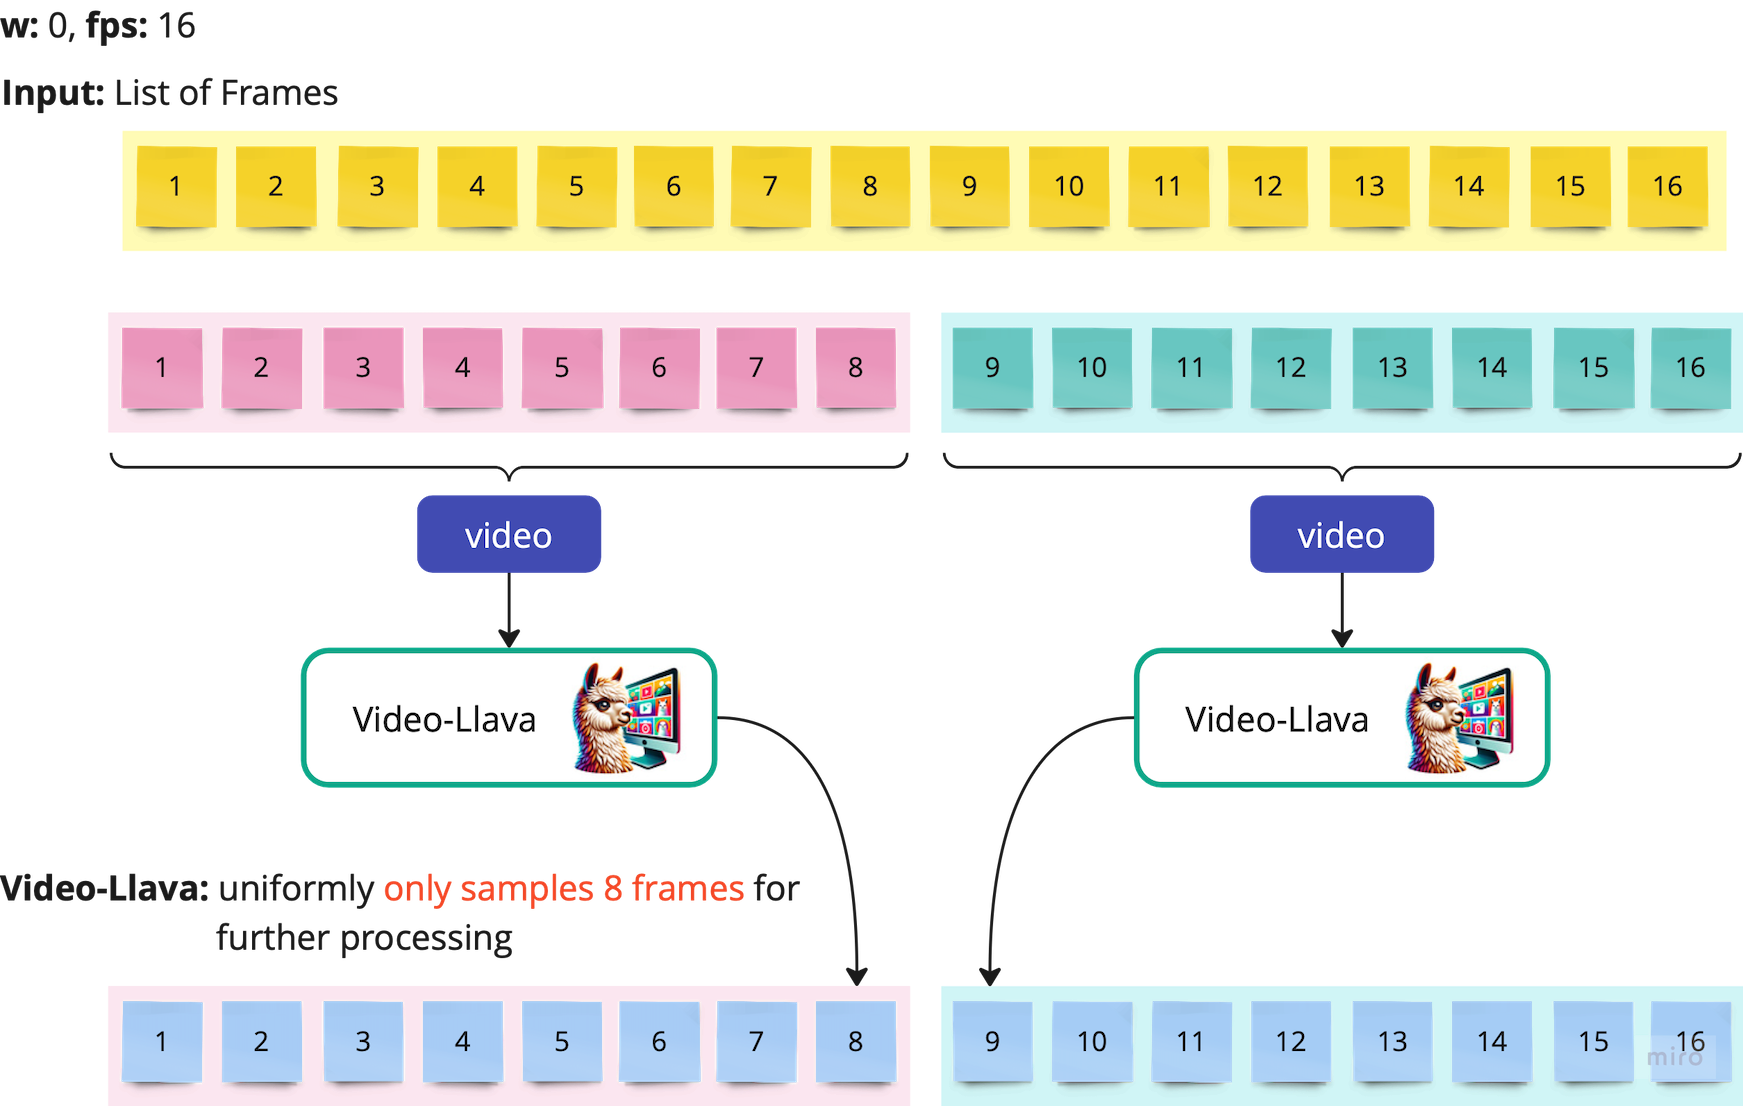 w: 0, fps: 16
Input: List of Frames
1 2 3 4 5 6 7 8 9 10 11 12 13 14 15 16
1 2 3 4 5 6 7 8 9 10 11 12 13 14 15 16
video video
Video-Llava Video-Llava
Video-Llava: uniformly only samples 8 frames for
further processing
1 2 3 4 5 6 7 8 9 10 11 12 13 14 15 16
miro